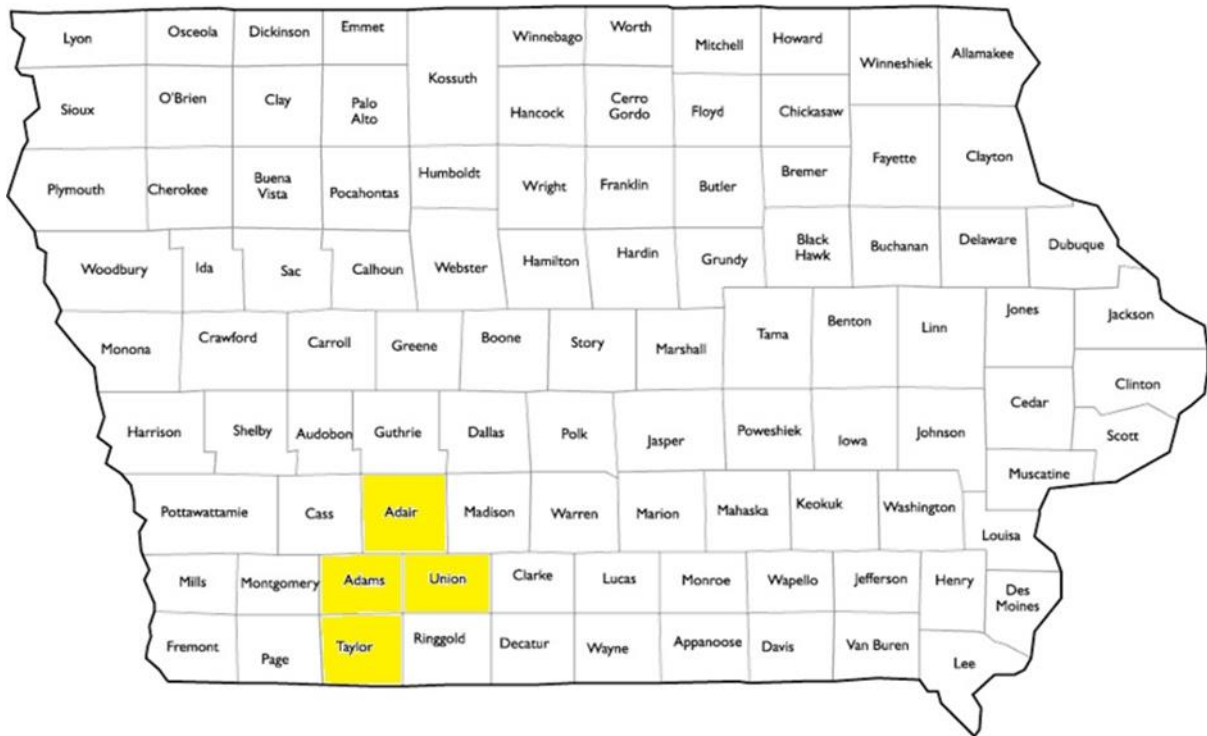 Lyon
Osceola
Dickinson
Emmet
Kossuth
Winnebago
Worth
Mitchell
Howard
Winneshiek
Allamakee
Sioux
O'Brien
Clay
Palo
Alto
Hancock
Cerro
Gordo
Floyd
Chickasaw
Fayette
Clayton
Plymouth
Cherokee
Buena
Vista
Pocahontas
Humboldt
Wright
Franklin
Butler
Bremer
Woodbury
Ida
Sac
Calhoun
Webster
Hamilton
Hardin
Grundy
Black
Hawk
Buchanan
Delaware
Dubuque
Monona
Crawford
Carroll
Greene
Boone
Story
Marshall
Tama
Benton
Linn
Jones
Jackson
Clinton
Harrison
Shelby
Audobon
Guthrie
Dallas
Polk
Jasper
Poweshiek
Iowa
Johnson
Cedar
Scott
Muscatine
Pottawattamie
Cass
Adair
Madison
Warren
Marion
Mahaska
Keokuk
Washington
Louisa
Mills
Montgomery
Adams
Union
Clarke
Lucas
Monroe
Wapello
Jefferson
Henry
Des
Moines
Fremont
Page
Taylor
Ringgold
Decatur
Wayne
Appanoose
Davis
Van Buren
Lee